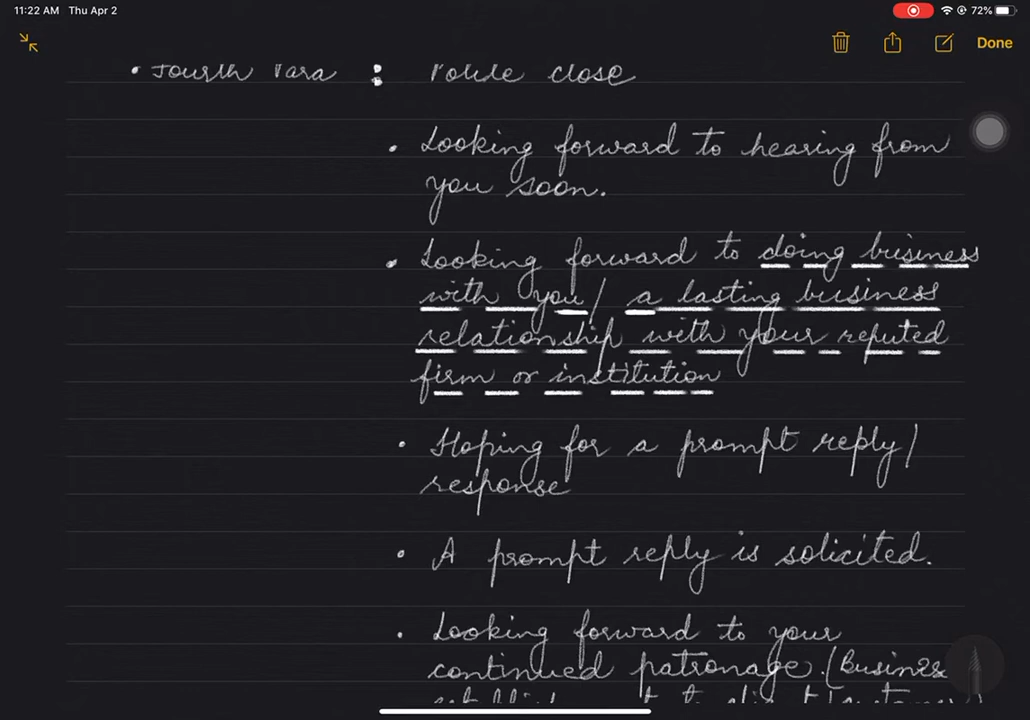 11:22 AM Thu Apr 2
72%
Done
• Fourth Para : Polite close
• Looking forward to hearing from
you soon.
• Looking forward to doing business
with you/ a lasting business
relationship with your reputed
firm or institution
• Hoping for a prompt reply/
response
• A prompt reply is solicited.
• Looking forward to your
continued patronage. (Business